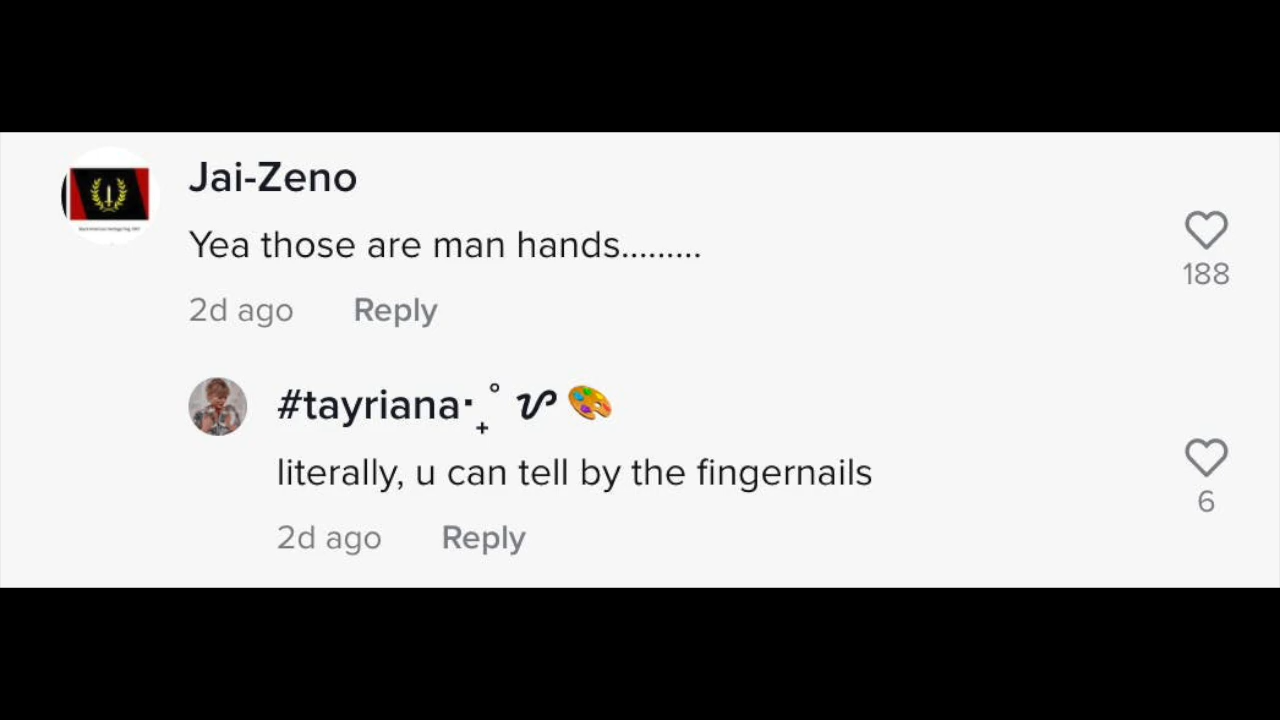 Jai-Zeno
Yea those are man hands.........
188
2d ago Reply
#tayriana･ ̟ ˚ ᝰ 🎨
literally, u can tell by the fingernails
6
2d ago Reply